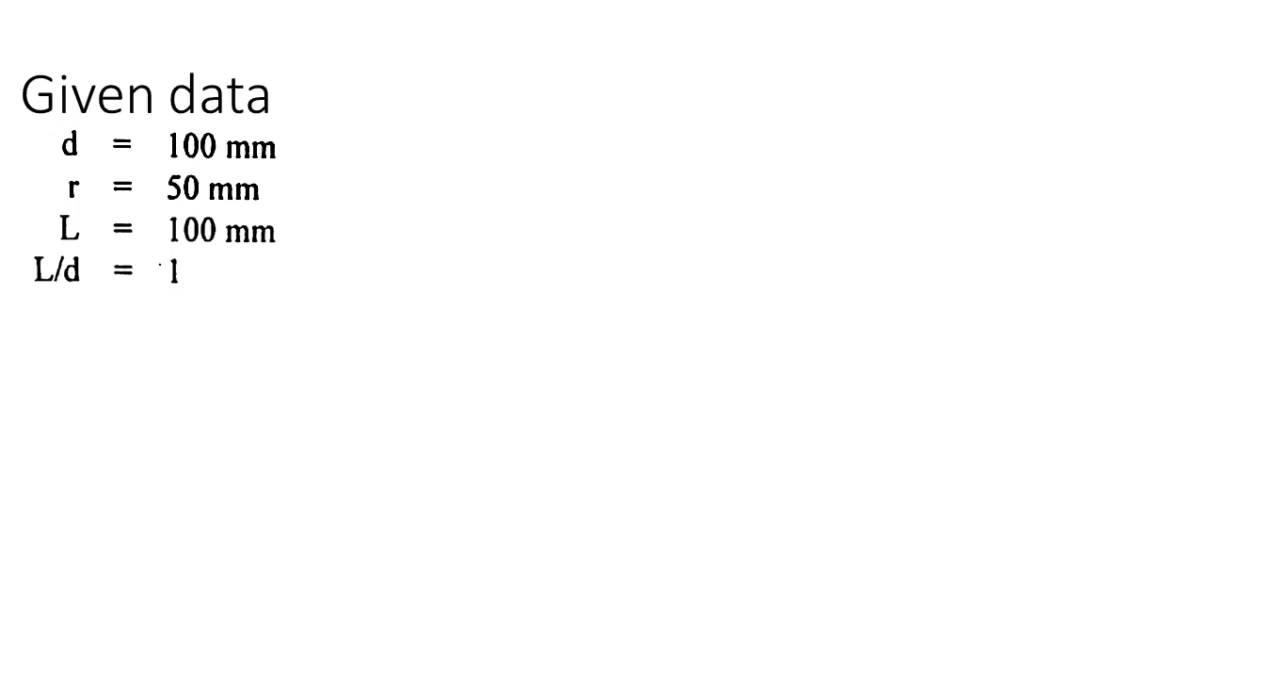 Given data
d = 100 mm
r = 50 mm
L = 100 mm
L/d = 1